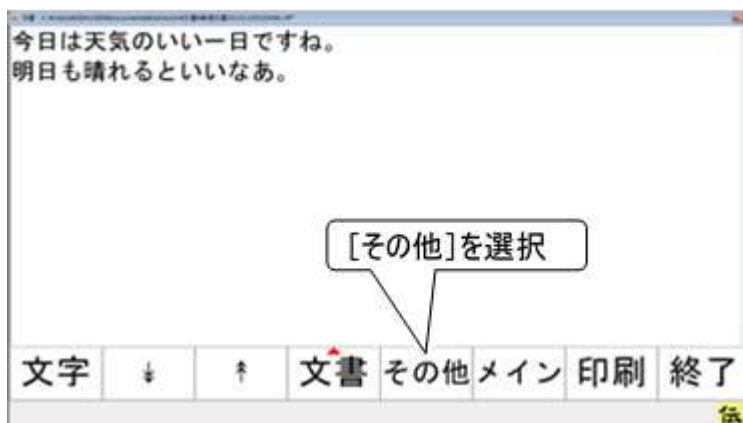 今日は天気のいい一日ですね。
明日も晴れるといいなあ。
[その他]を選択
文字 ↡ ↟ 文書 その他 メイン 印刷 終了
伝